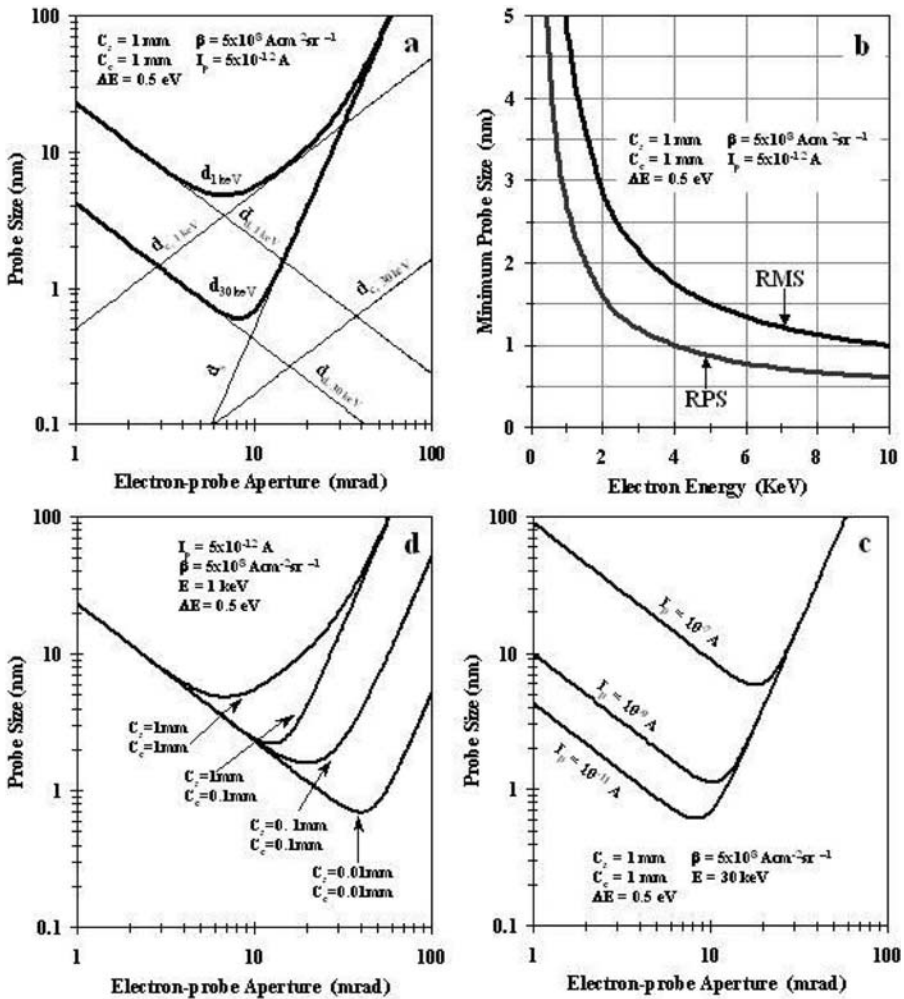 100
C_s = 1 mm β = 5x10⁸ Acm⁻²sr⁻¹
C_c = 1 mm I_p = 5x10⁻¹² A
ΔE = 0.5 eV
a
10
1
0.1
d_1 keV
d_c, 1 keV
d_d, 1 keV
d_30 keV
d_c, 30 keV
d_s
d_d, 30 keV
Probe Size (nm)
1 10 100
Electron-probe Aperture (mrad)
5
4
3
2
1
0
b
C_s = 1 mm β = 5x10⁸ Acm⁻²sr⁻¹
C_c = 1 mm I_p = 5x10⁻¹² A
ΔE = 0.5 eV
RMS
RPS
Minimum Probe Size (nm)
0 2 4 6 8 10
Electron Energy (KeV)
100
10
1
0.1
I_p = 5x10⁻¹² A
β = 5x10⁸ Acm⁻²sr⁻¹
E = 1 keV
ΔE = 0.5 eV
d
C_s=1mm
C_c=1mm
C_s=1mm
C_c=0.1mm
C_s=0.1mm
C_c=0.1mm
C_s=0.01mm
C_c=0.01mm
Probe Size (nm)
1 10 100
Electron-probe Aperture (mrad)
100
10
1
0.1
c
C_s = 1 mm β = 5x10⁸ Acm⁻²sr⁻¹
C_c = 1 mm E = 30 keV
ΔE = 0.5 eV
Probe Size (nm)
1 10 100
Electron-probe Aperture (mrad)